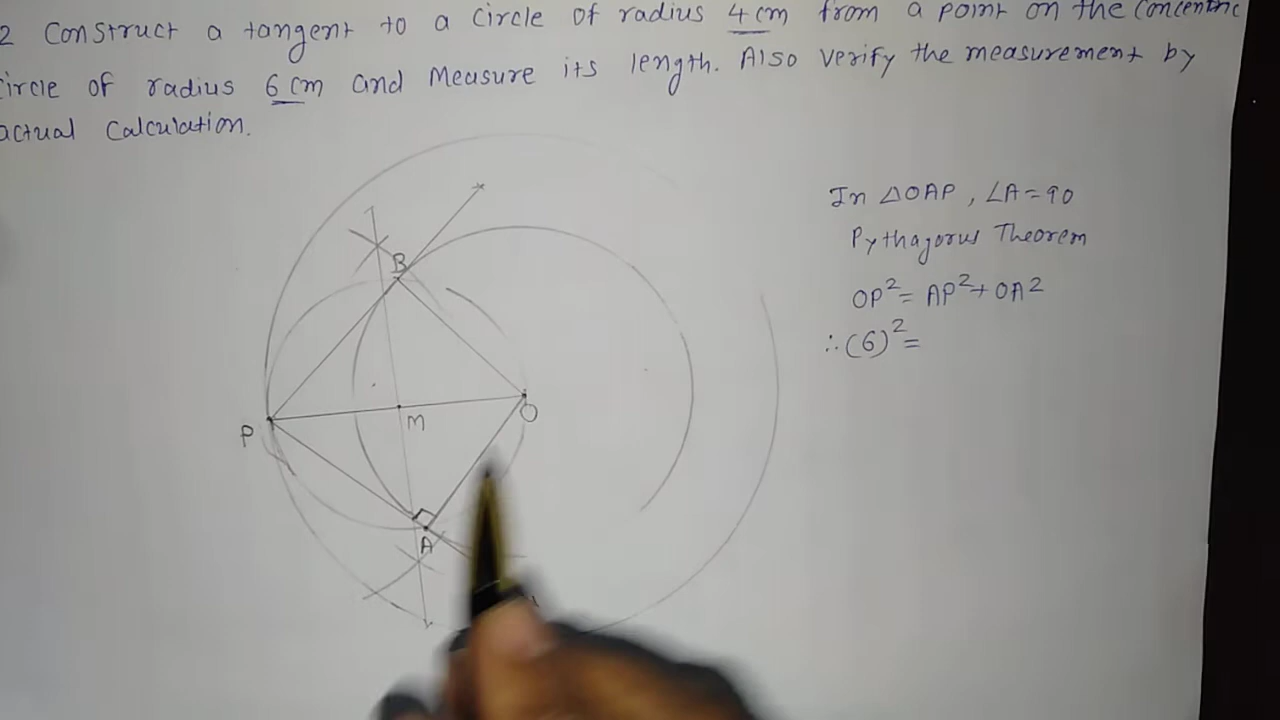 2 Construct a tangent to a circle of radius 4 cm from a point on the concentric
circle of radius 6 cm and Measure its length. Also verify the measurement by
actual calculation.
In △OAP, ∠A=90
Pythagorus Theorem
OP²= AP²+ OA²
∴(6)²=
B
P
M
O
A